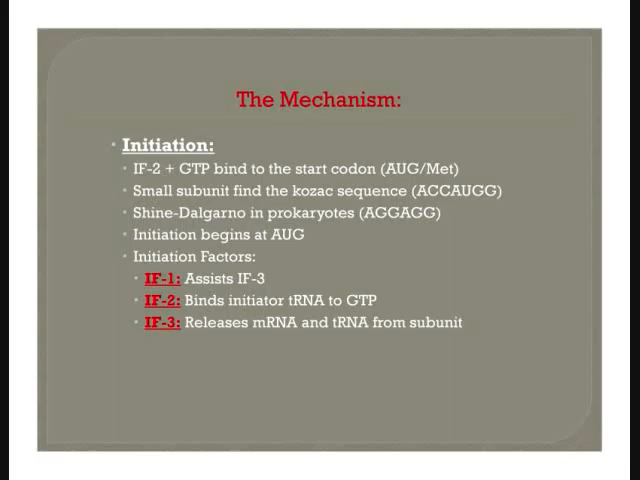 The Mechanism:
• Initiation:
• IF-2 + GTP bind to the start codon (AUG/Met)
• Small subunit find the kozac sequence (ACCAUGG)
• Shine-Dalgarno in prokaryotes (AGGAGG)
• Initiation begins at AUG
• Initiation Factors:
• IF-1: Assists IF-3
• IF-2: Binds initiator tRNA to GTP
• IF-3: Releases mRNA and tRNA from subunit